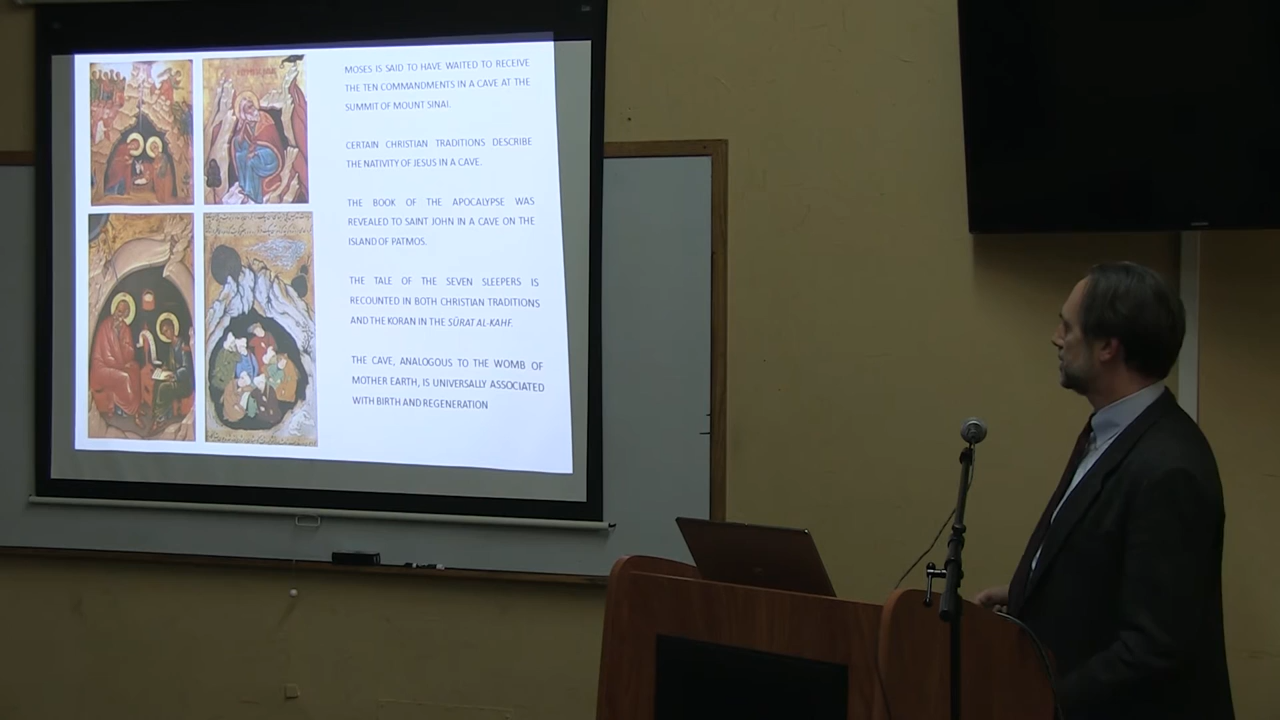 MOSES IS SAID TO HAVE WAITED TO RECEIVE
THE TEN COMMANDMENTS IN A CAVE AT THE
SUMMIT OF MOUNT SINAI.
CERTAIN CHRISTIAN TRADITIONS DESCRIBE
THE NATIVITY OF JESUS IN A CAVE.
THE BOOK OF THE APOCALYPSE WAS
REVEALED TO SAINT JOHN IN A CAVE ON THE
ISLAND OF PATMOS.
THE TALE OF THE SEVEN SLEEPERS IS
RECOUNTED IN BOTH CHRISTIAN TRADITIONS
AND THE KORAN IN THE SŪRAT AL-KAHF.
THE CAVE, ANALOGOUS TO THE WOMB OF
MOTHER EARTH, IS UNIVERSALLY ASSOCIATED
WITH BIRTH AND REGENERATION